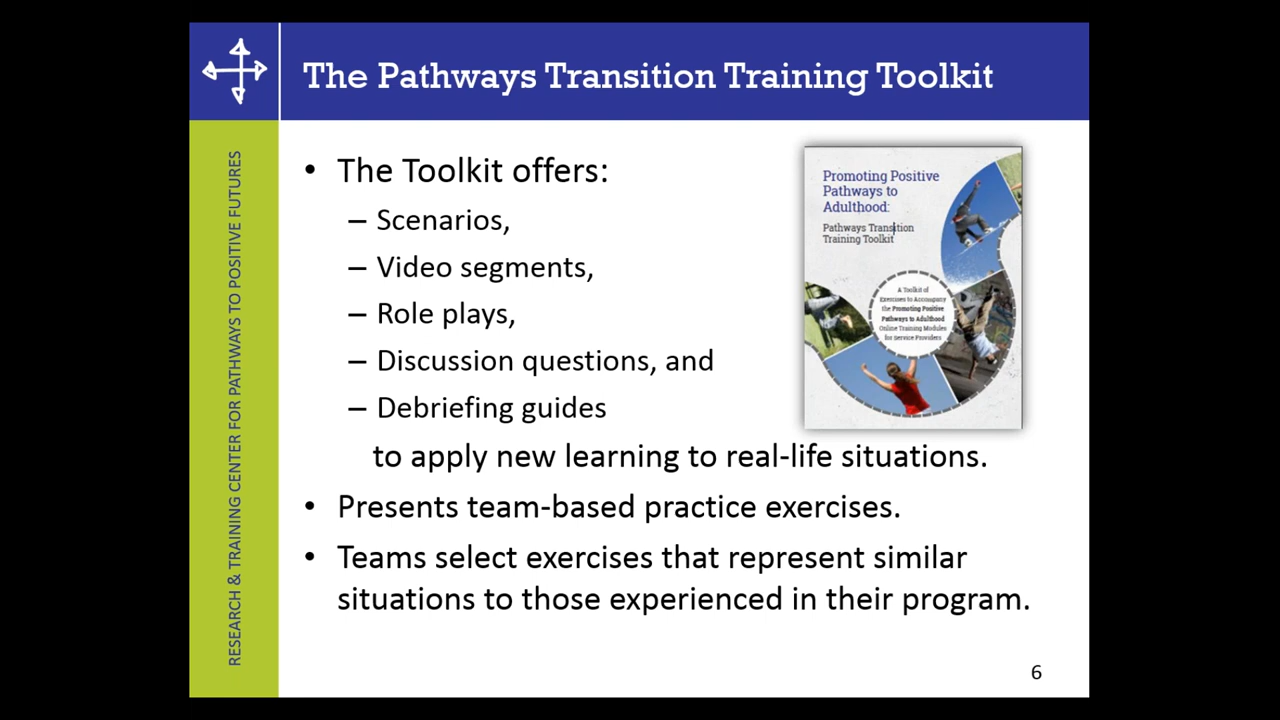 The Pathways Transition Training Toolkit
RESEARCH & TRAINING CENTER FOR PATHWAYS TO POSITIVE FUTURES
• The Toolkit offers:
– Scenarios,
– Video segments,
– Role plays,
– Discussion questions, and
– Debriefing guides
to apply new learning to real-life situations.
• Presents team-based practice exercises.
• Teams select exercises that represent similar
situations to those experienced in their program.
Promoting Positive
Pathways to
Adulthood:
Pathways Transition
Training Toolkit
A Toolkit of
Exercises to Accompany
the Promoting Positive
Pathways to Adulthood
Online Training Modules
for Service Providers
6